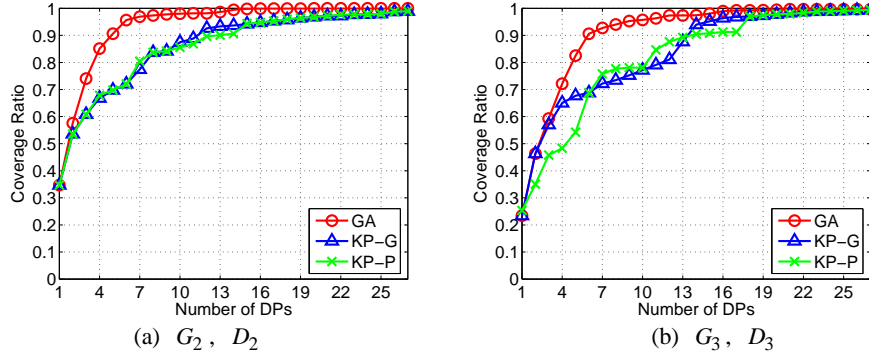 1
0.9
0.8
0.7
0.6
0.5
0.4
0.3
0.2
0.1
0
Coverage Ratio
1 4 7 10 13 16 19 22 25
Number of DPs
GA
KP−G
KP−P
(a) G2 , D2
1
0.9
0.8
0.7
0.6
0.5
0.4
0.3
0.2
0.1
0
Coverage Ratio
1 4 7 10 13 16 19 22 25
Number of DPs
GA
KP−G
KP−P
(b) G3 , D3